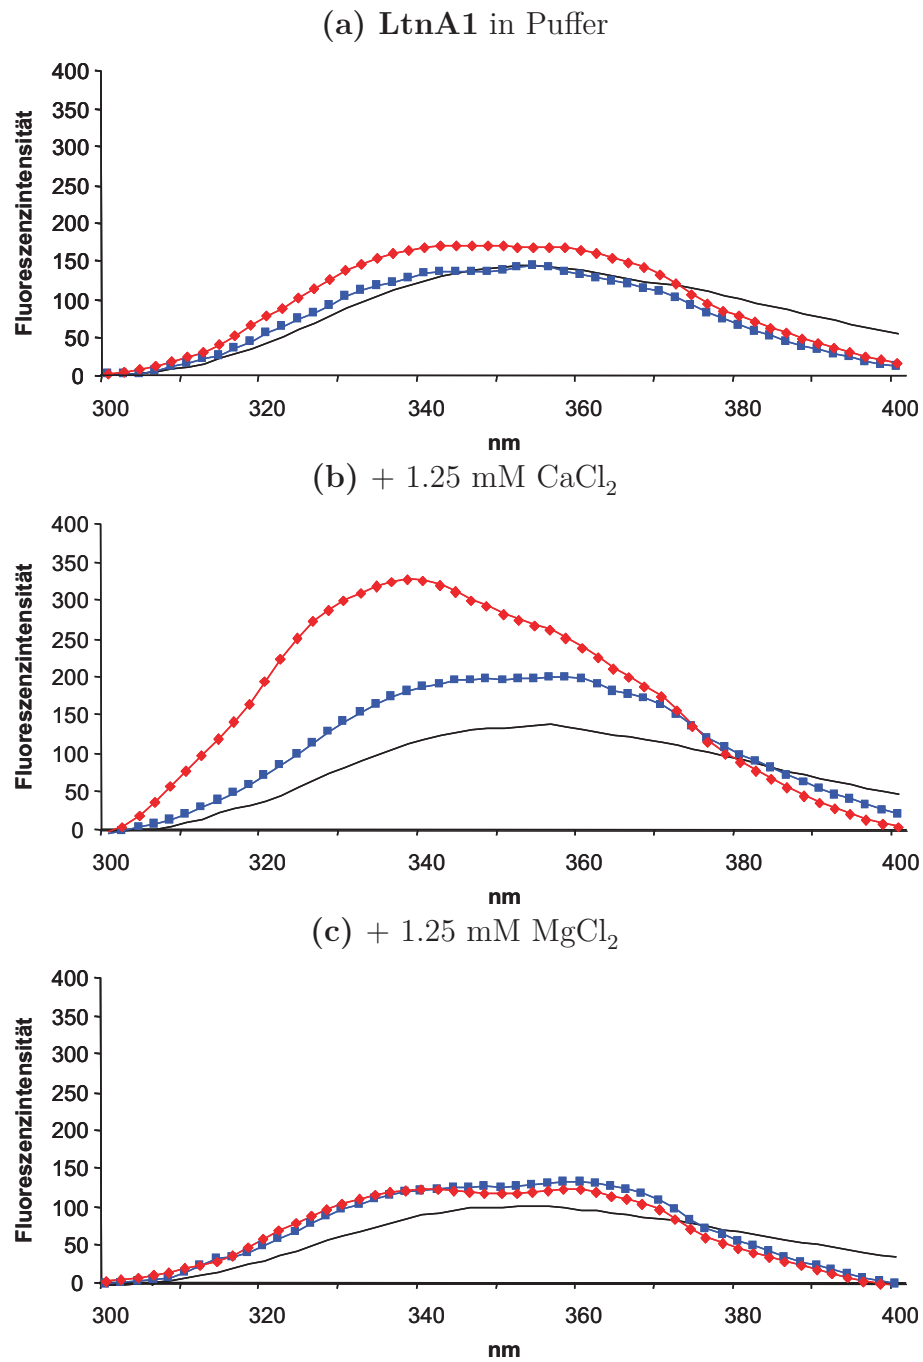 (a) LtnA1 in Puffer
400
350
300
250
200
150
100
50
0
Fluoreszenzintensität
300 320 340 360 380 400
nm
(b) + 1.25 mM CaCl₂
400
350
300
250
200
150
100
50
0
Fluoreszenzintensität
300 320 340 360 380 400
nm
(c) + 1.25 mM MgCl₂
400
350
300
250
200
150
100
50
0
Fluoreszenzintensität
300 320 340 360 380 400
nm